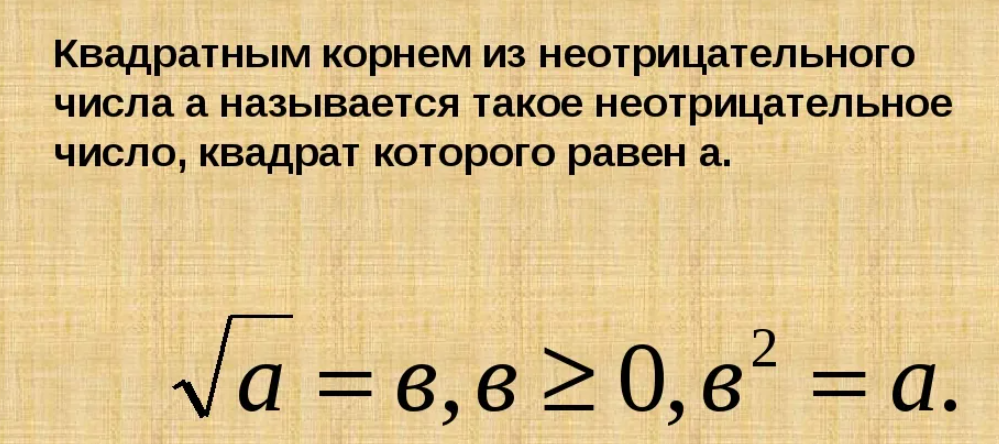 Квадратным корнем из неотрицательного
числа а называется такое неотрицательное
число, квадрат которого равен а.
√a = в, в ≥ 0, в² = a.